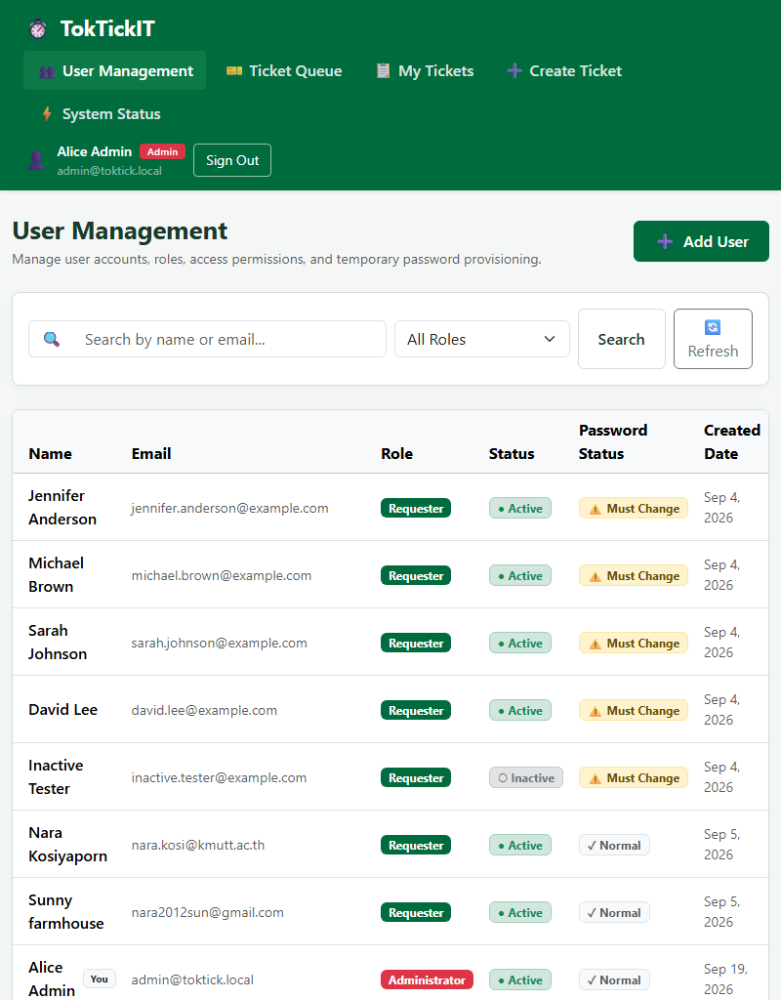 TokTickIT
User Management
Ticket Queue
My Tickets
Create Ticket
System Status
Alice Admin Admin
admin@toktick.local
Sign Out
User Management
Manage user accounts, roles, access permissions, and temporary password provisioning.
Add User
Search by name or email...
All Roles
Search
Refresh
Name Email Role Status Password Status Created Date
Jennifer Anderson jennifer.anderson@example.com Requester Active Must Change Sep 4, 2026
Michael Brown michael.brown@example.com Requester Active Must Change Sep 4, 2026
Sarah Johnson sarah.johnson@example.com Requester Active Must Change Sep 4, 2026
David Lee david.lee@example.com Requester Active Must Change Sep 4, 2026
Inactive Tester inactive.tester@example.com Requester Inactive Must Change Sep 4, 2026
Nara Kosiyaporn nara.kosi@kmutt.ac.th Requester Active ✓ Normal Sep 5, 2026
Sunny farmhouse nara2012sun@gmail.com Requester Active ✓ Normal Sep 5, 2026
Alice Admin You admin@toktick.local Administrator Active ✓ Normal Sep 19, 2026